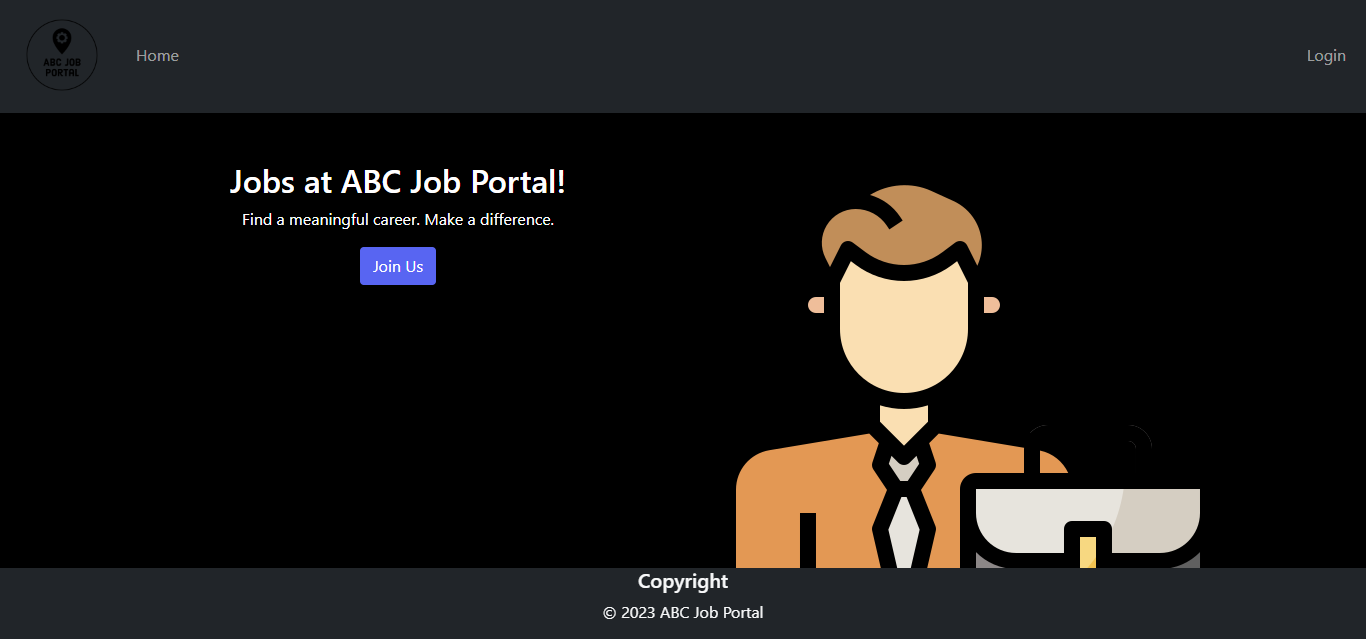 ABC JOB
PORTAL
Home
Login
Jobs at ABC Job Portal!
Find a meaningful career. Make a difference.
Join Us
Copyright
© 2023 ABC Job Portal